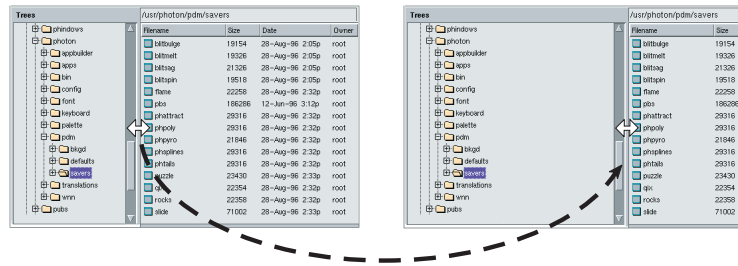 Trees
phindows
photon
appbuilder
apps
bin
config
font
keyboard
palette
pdm
bkgd
defaults
savers
translations
wnn
pubs
/usr/photon/pdm/savers
Filename Size Date Owner
blitbulge 19154 28-Aug-96 2:05p root
blitmelt 19326 28-Aug-96 2:05p root
blitsag 21326 28-Aug-96 2:05p root
blitspin 19518 28-Aug-96 2:05p root
flame 22258 28-Aug-96 2:32p root
pbs 186286 12-Jun-96 3:12p root
phattract 29316 28-Aug-96 2:32p root
phpoly 29316 28-Aug-96 2:32p root
phpyro 21846 28-Aug-96 2:32p root
phsplines 29316 28-Aug-96 2:32p root
phtails 29316 28-Aug-96 2:32p root
puzzle 23430 28-Aug-96 2:33p root
qix 22354 28-Aug-96 2:32p root
rocks 22358 28-Aug-96 2:32p root
slide 71002 28-Aug-96 2:33p root
Trees
phindows
photon
appbuilder
apps
bin
config
font
keyboard
palette
pdm
bkgd
defaults
savers
translations
wnn
pubs
/usr/photon/pdm/savers
Filename Size
blitbulge 19154
blitmelt 19326
blitsag 21326
blitspin 19518
flame 22258
pbs 186286
phattract 29316
phpoly 29316
phpyro 21846
phsplines 29316
phtails 29316
puzzle 23430
qix 22354
rocks 22358
slide 71002